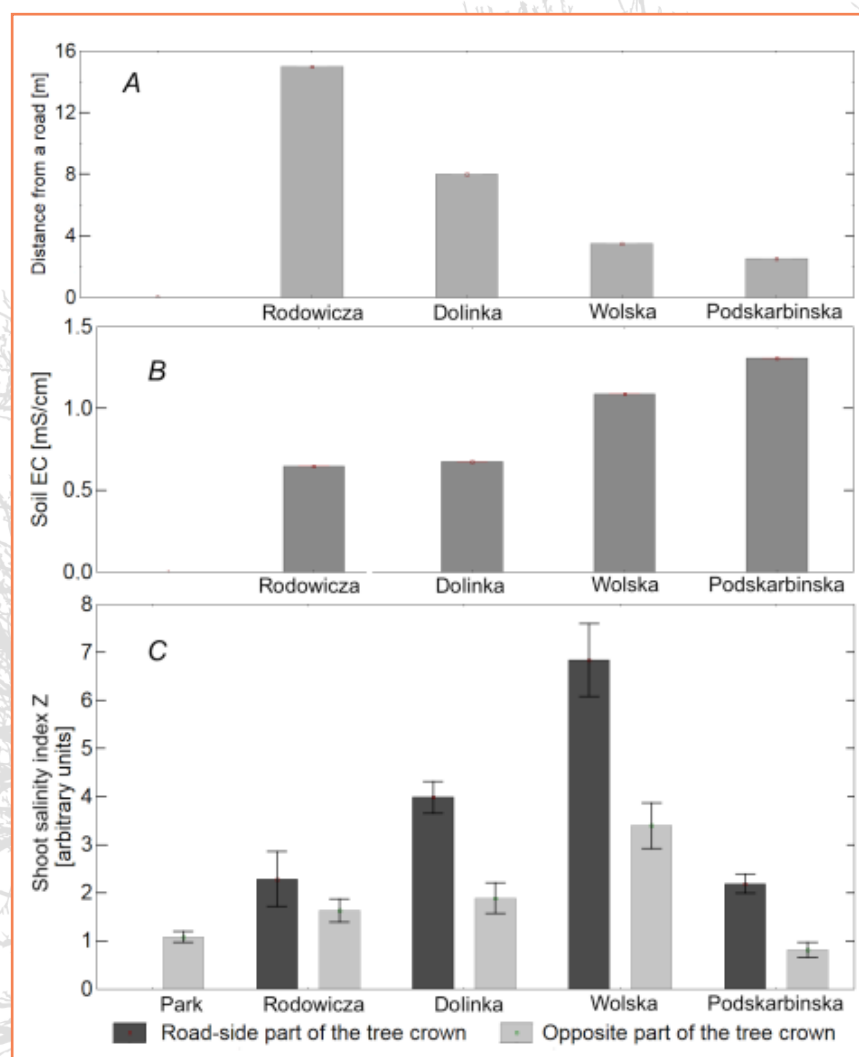 A
Distance from a road [m]
16
12
8
4
0
Rodowicza Dolinka Wolska Podskarbinska
B
Soil EC [mS/cm]
1.5
1.0
0.5
0.0
Rodowicza Dolinka Wolska Podskarbinska
C
Shoot salinity index Z
[arbitrary units]
8
7
6
5
4
3
2
1
0
Park Rodowicza Dolinka Wolska Podskarbinska
Road-side part of the tree crown Opposite part of the tree crown